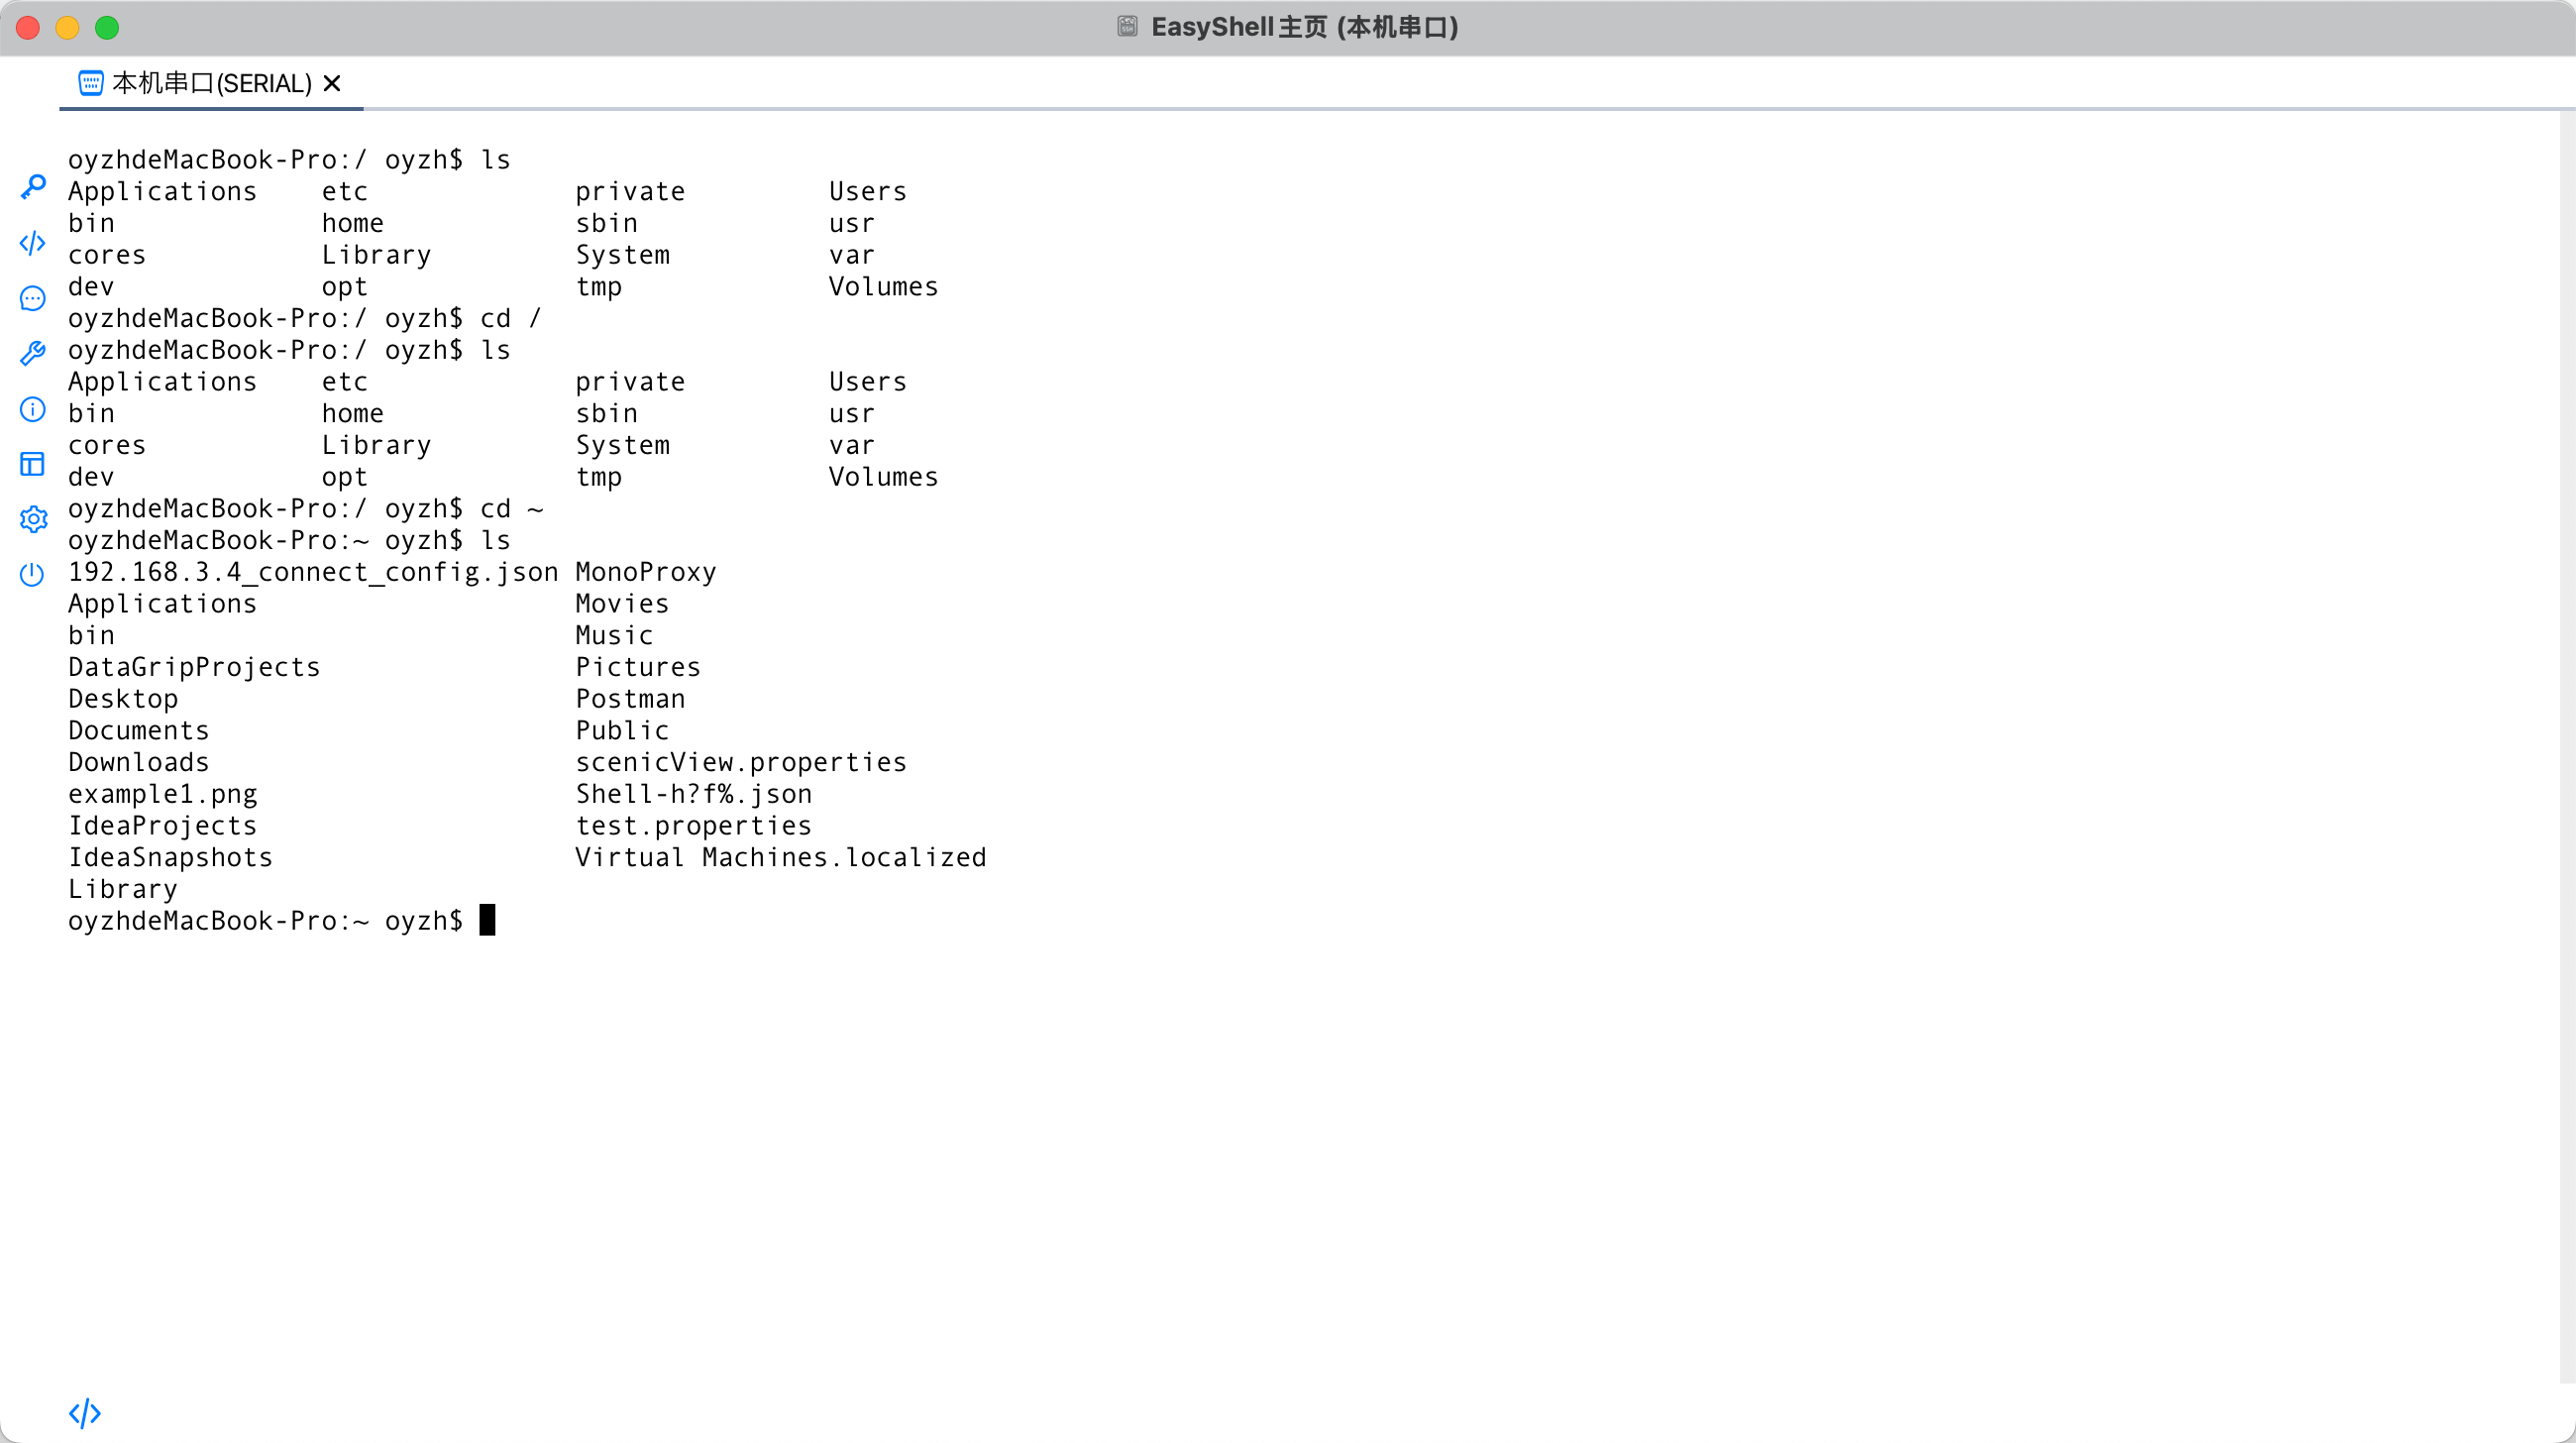 EasyShell主页 (本机串口)
本机串口(SERIAL)
oyzhdeMacBook-Pro:/ oyzh$ ls
Applications    etc             private         Users
bin             home            sbin            usr
cores           Library         System          var
dev             opt             tmp             Volumes
oyzhdeMacBook-Pro:/ oyzh$ cd /
oyzhdeMacBook-Pro:/ oyzh$ ls
Applications    etc             private         Users
bin             home            sbin            usr
cores           Library         System          var
dev             opt             tmp             Volumes
oyzhdeMacBook-Pro:/ oyzh$ cd ~
oyzhdeMacBook-Pro:~ oyzh$ ls
192.168.3.4_connect_config.json MonoProxy
Applications                    Movies
bin                             Music
DataGripProjects                Pictures
Desktop                         Postman
Documents                       Public
Downloads                       scenicView.properties
example1.png                    Shell-h?f%.json
IdeaProjects                    test.properties
IdeaSnapshots                   Virtual Machines.localized
Library
oyzhdeMacBook-Pro:~ oyzh$